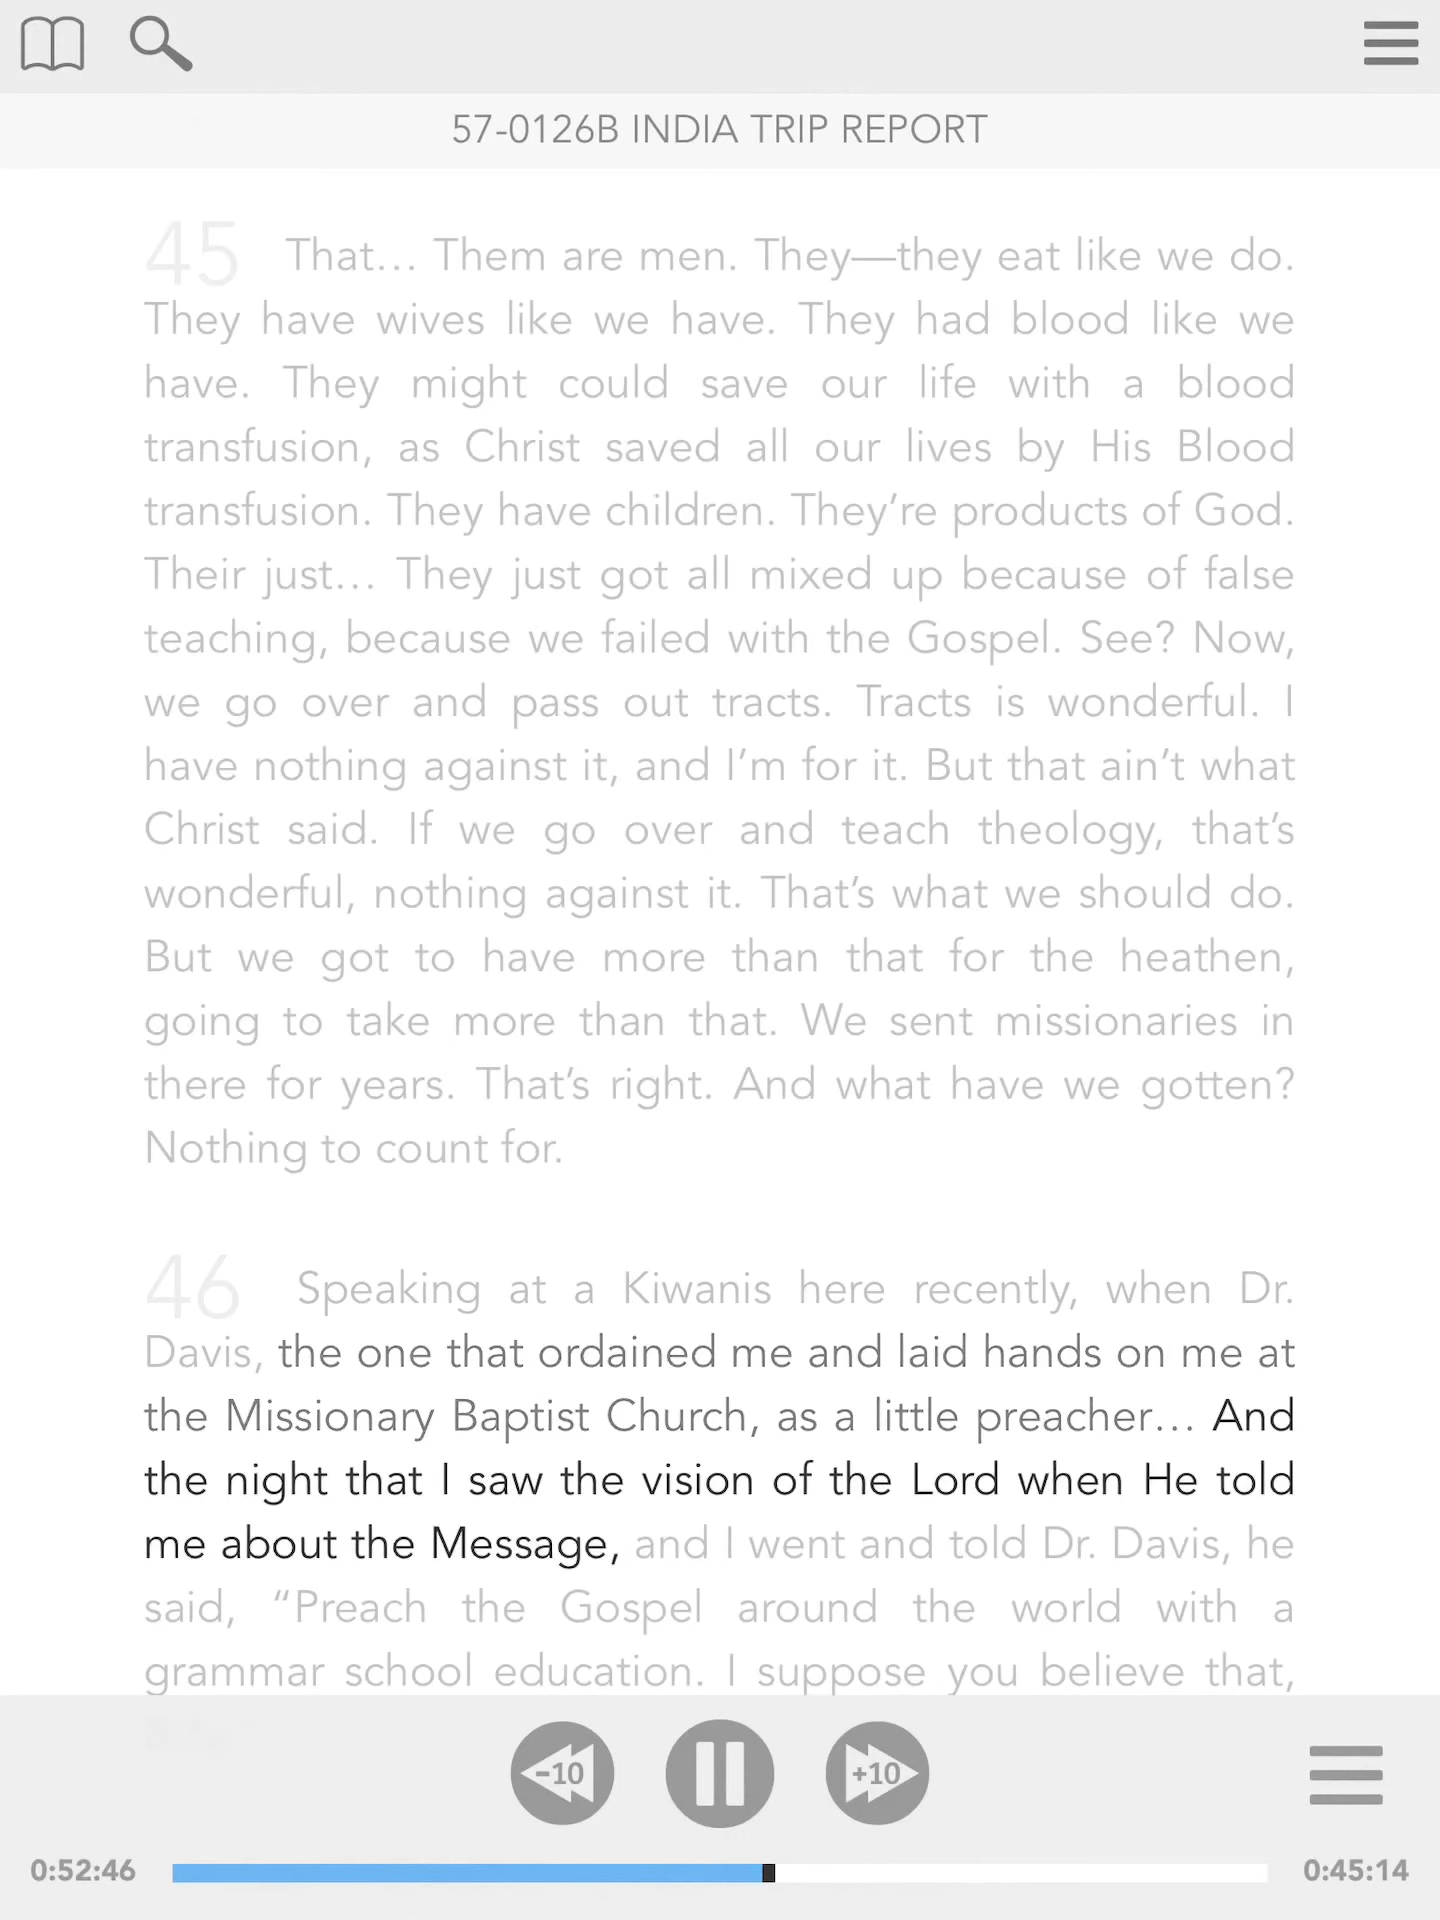 57-0126B INDIA TRIP REPORT
45 That… Them are men. They—they eat like we do.
They have wives like we have. They had blood like we
have. They might could save our life with a blood
transfusion, as Christ saved all our lives by His Blood
transfusion. They have children. They’re products of God.
Their just… They just got all mixed up because of false
teaching, because we failed with the Gospel. See? Now,
we go over and pass out tracts. Tracts is wonderful. I
have nothing against it, and I’m for it. But that ain’t what
Christ said. If we go over and teach theology, that’s
wonderful, nothing against it. That’s what we should do.
But we got to have more than that for the heathen,
going to take more than that. We sent missionaries in
there for years. That’s right. And what have we gotten?
Nothing to count for.
46 Speaking at a Kiwanis here recently, when Dr.
Davis, the one that ordained me and laid hands on me at
the Missionary Baptist Church, as a little preacher… And
the night that I saw the vision of the Lord when He told
me about the Message, and I went and told Dr. Davis, he
said, “Preach the Gospel around the world with a
grammar school education. I suppose you believe that,
-10 +10
0:52:46 0:45:14